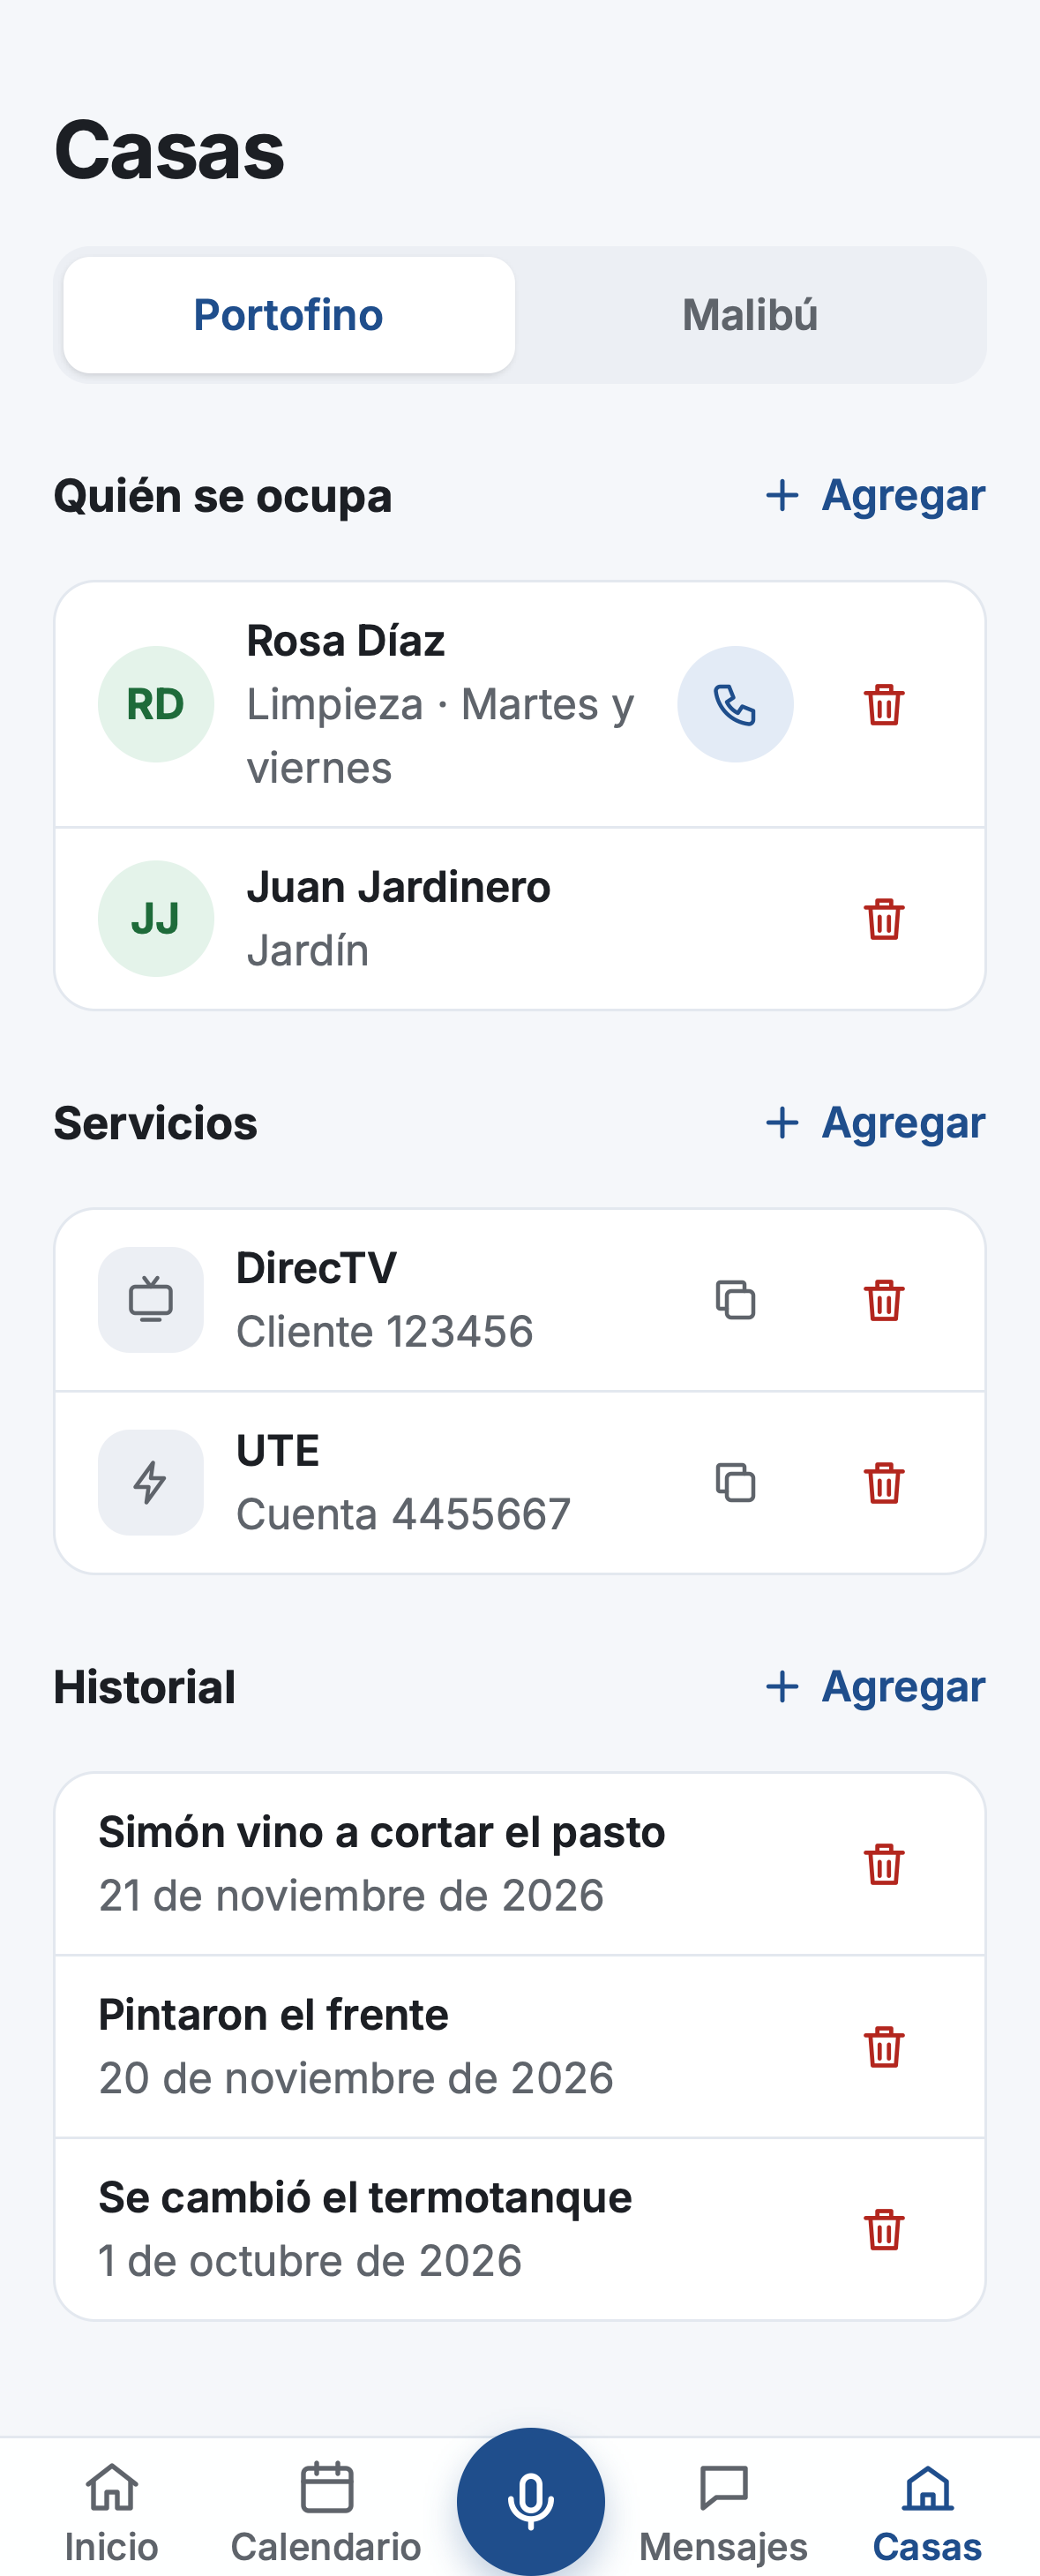 Casas
Portofino
Malibú
Quién se ocupa
Agregar
RD
Rosa Díaz
Limpieza · Martes y
viernes
JJ
Juan Jardinero
Jardín
Servicios
Agregar
DirecTV
Cliente 123456
UTE
Cuenta 4455667
Historial
Agregar
Simón vino a cortar el pasto
21 de noviembre de 2026
Pintaron el frente
20 de noviembre de 2026
Se cambió el termotanque
1 de octubre de 2026
Inicio
Calendario
Mensajes
Casas